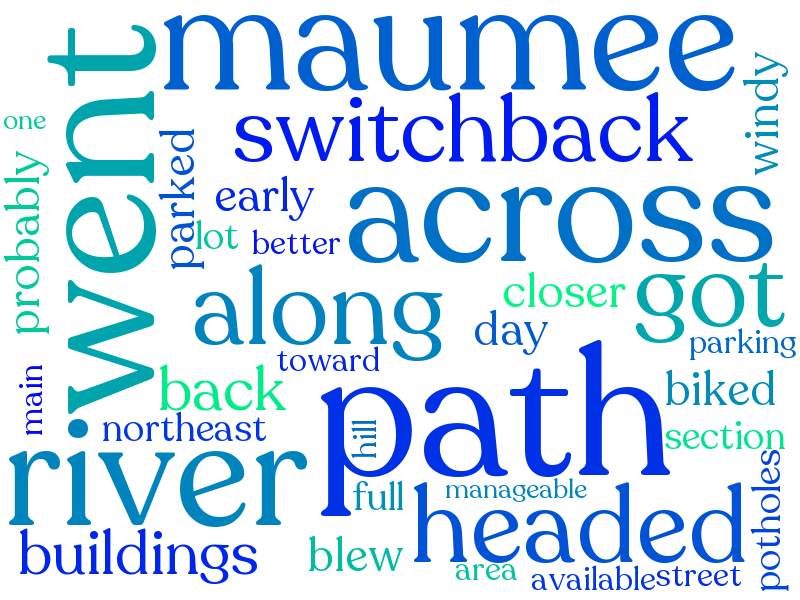 maumee
went
windy
switchback
one
parked
probably
early
across
lot
better
along
got
closer
day
parking
toward
path
main
back
biked
northeast
hill
section
river
full
manageable
potholes
headed
buildings
blew
area
available
street